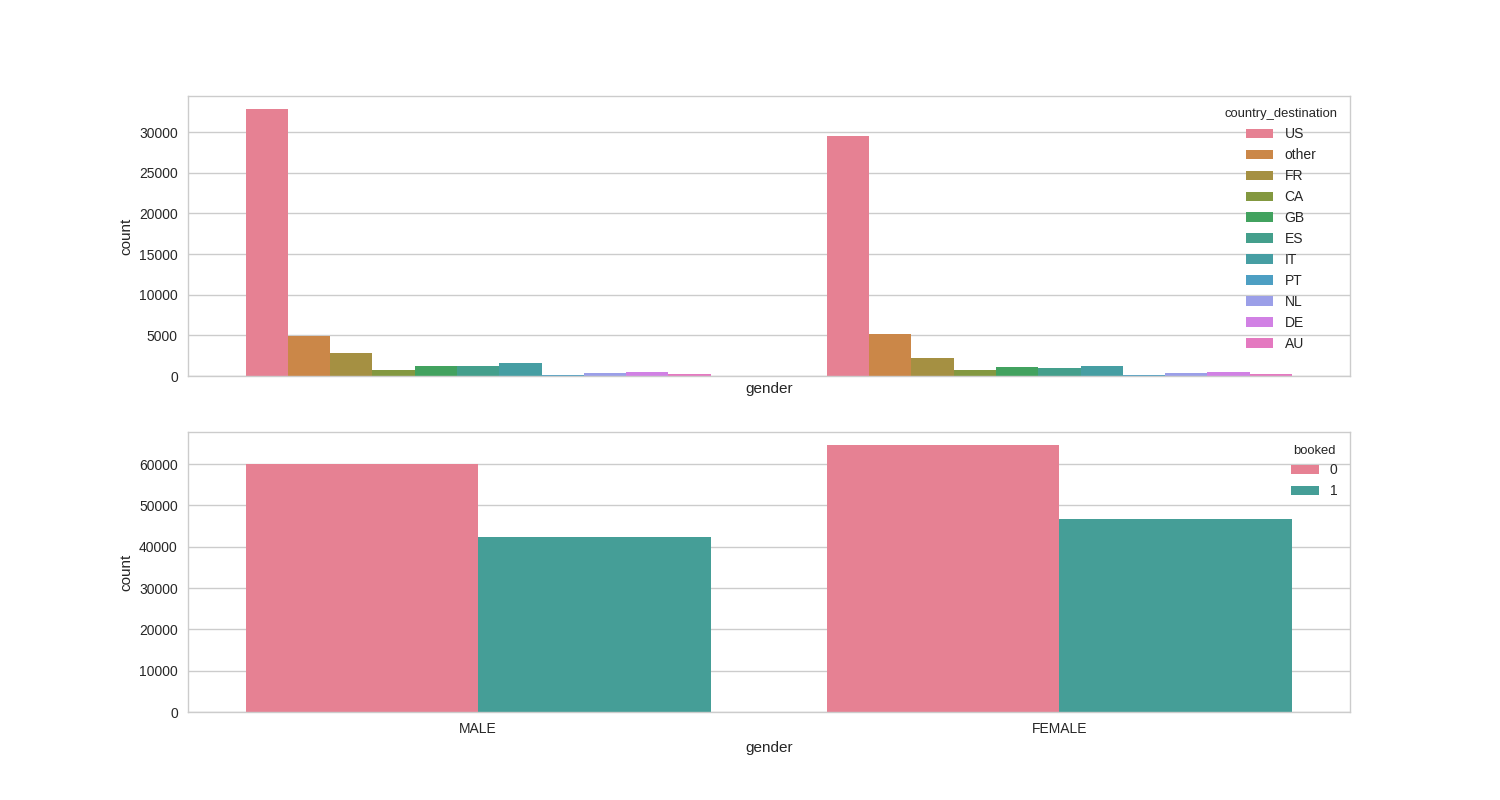 country_destination
US
other
FR
CA
GB
ES
IT
PT
NL
DE
AU
30000
25000
20000
15000
10000
5000
0
count
gender
booked
0
1
60000
50000
40000
30000
20000
10000
0
count
MALE FEMALE
gender